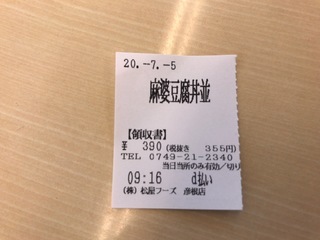 20.-7.-5
麻婆豆腐丼並
【領収書】
¥ 390(税抜き 355円)
TEL 0749-21-2340
当日当所のみ有効/切り
09:16 d払い
(株)松屋フーズ 彦根店